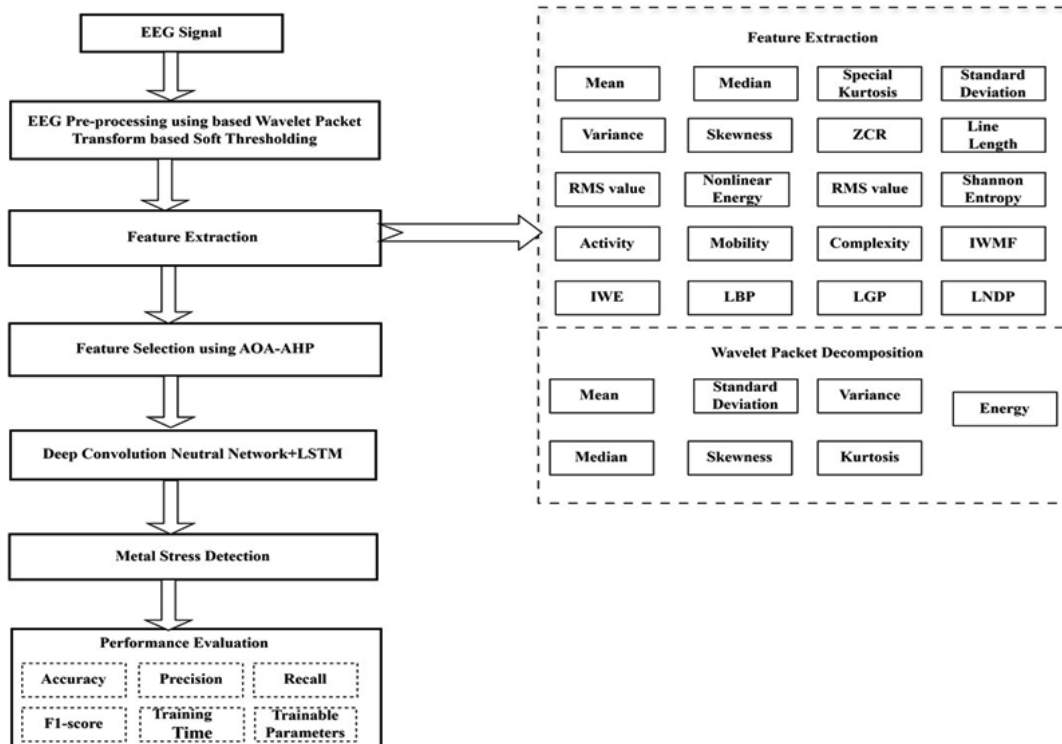 EEG Signal
EEG Pre-processing using based Wavelet Packet
Transform based Soft Thresholding
Feature Extraction
Feature Selection using AOA-AHP
Deep Convolution Neutral Network+LSTM
Metal Stress Detection
Performance Evaluation
Accuracy
Precision
Recall
F1-score
Training
Time
Trainable
Parameters
Feature Extraction
Mean
Median
Special
Kurtosis
Standard
Deviation
Variance
Skewness
ZCR
Line
Length
RMS value
Nonlinear
Energy
RMS value
Shannon
Entropy
Activity
Mobility
Complexity
IWMF
IWE
LBP
LGP
LNDP
Wavelet Packet Decomposition
Mean
Standard
Deviation
Variance
Energy
Median
Skewness
Kurtosis